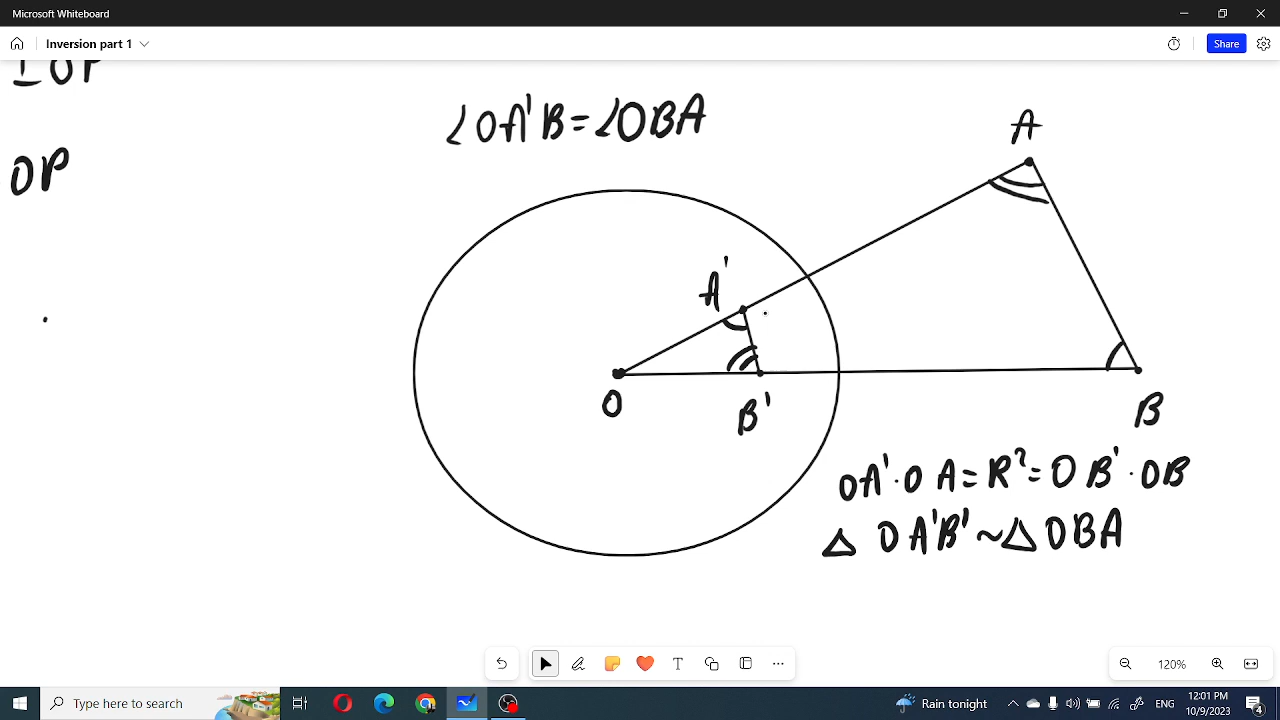 Microsoft Whiteboard
Inversion part 1
Share
OP
∠OA'B=∠OBA
A
A'
O
B'
B
OA'·OA=R²=OB'·OB
△OA'B'~△OBA
120%
Type here to search
Rain tonight
ENG
12:01 PM
10/9/2023